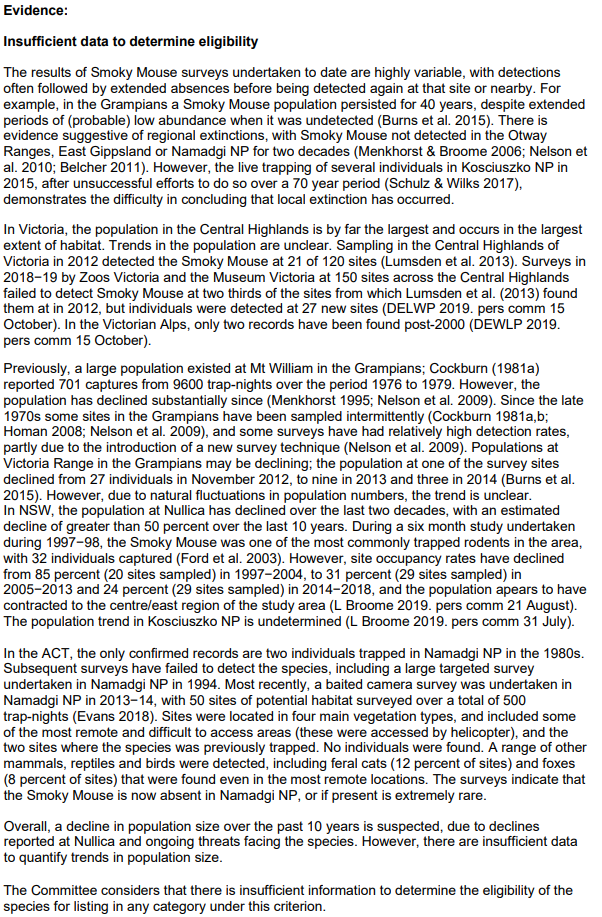 Evidence:
Insufficient data to determine eligibility
The results of Smoky Mouse surveys undertaken to date are highly variable, with detections
often followed by extended absences before being detected again at that site or nearby. For
example, in the Grampians a Smoky Mouse population persisted for 40 years, despite extended
periods of (probable) low abundance when it was undetected (Burns et al. 2015). There is
evidence suggestive of regional extinctions, with Smoky Mouse not detected in the Otway
Ranges, East Gippsland or Namadgi NP for two decades (Menkhorst & Broome 2006; Nelson et
al. 2010; Belcher 2011). However, the live trapping of several individuals in Kosciuszko NP in
2015, after unsuccessful efforts to do so over a 70 year period (Schulz & Wilks 2017),
demonstrates the difficulty in concluding that local extinction has occurred.
In Victoria, the population in the Central Highlands is by far the largest and occurs in the largest
extent of habitat. Trends in the population are unclear. Sampling in the Central Highlands of
Victoria in 2012 detected the Smoky Mouse at 21 of 120 sites (Lumsden et al. 2013). Surveys in
2018−19 by Zoos Victoria and the Museum Victoria at 150 sites across the Central Highlands
failed to detect Smoky Mouse at two thirds of the sites from which Lumsden et al. (2013) found
them at in 2012, but individuals were detected at 27 new sites (DELWP 2019. pers comm 15
October). In the Victorian Alps, only two records have been found post-2000 (DEWLP 2019.
pers comm 15 October).
Previously, a large population existed at Mt William in the Grampians; Cockburn (1981a)
reported 701 captures from 9600 trap-nights over the period 1976 to 1979. However, the
population has declined substantially since (Menkhorst 1995; Nelson et al. 2009). Since the late
1970s some sites in the Grampians have been sampled intermittently (Cockburn 1981a,b;
Homan 2008; Nelson et al. 2009), and some surveys have had relatively high detection rates,
partly due to the introduction of a new survey technique (Nelson et al. 2009). Populations at
Victoria Range in the Grampians may be declining; the population at one of the survey sites
declined from 27 individuals in November 2012, to nine in 2013 and three in 2014 (Burns et al.
2015). However, due to natural fluctuations in population numbers, the trend is unclear.
In NSW, the population at Nullica has declined over the last two decades, with an estimated
decline of greater than 50 percent over the last 10 years. During a six month study undertaken
during 1997−98, the Smoky Mouse was one of the most commonly trapped rodents in the area,
with 32 individuals captured (Ford et al. 2003). However, site occupancy rates have declined
from 85 percent (20 sites sampled) in 1997−2004, to 31 percent (29 sites sampled) in
2005−2013 and 24 percent (29 sites sampled) in 2014−2018, and the population apears to have
contracted to the centre/east region of the study area (L Broome 2019. pers comm 21 August).
The population trend in Kosciuszko NP is undetermined (L Broome 2019. pers comm 31 July).
In the ACT, the only confirmed records are two individuals trapped in Namadgi NP in the 1980s.
Subsequent surveys have failed to detect the species, including a large targeted survey
undertaken in Namadgi NP in 1994. Most recently, a baited camera survey was undertaken in
Namadgi NP in 2013−14, with 50 sites of potential habitat surveyed over a total of 500
trap-nights (Evans 2018). Sites were located in four main vegetation types, and included some
of the most remote and difficult to access areas (these were accessed by helicopter), and the
two sites where the species was previously trapped. No individuals were found. A range of other
mammals, reptiles and birds were detected, including feral cats (12 percent of sites) and foxes
(8 percent of sites) that were found even in the most remote locations. The surveys indicate that
the Smoky Mouse is now absent in Namadgi NP, or if present is extremely rare.
Overall, a decline in population size over the past 10 years is suspected, due to declines
reported at Nullica and ongoing threats facing the species. However, there are insufficient data
to quantify trends in population size.
The Committee considers that there is insufficient information to determine the eligibility of the
species for listing in any category under this criterion.